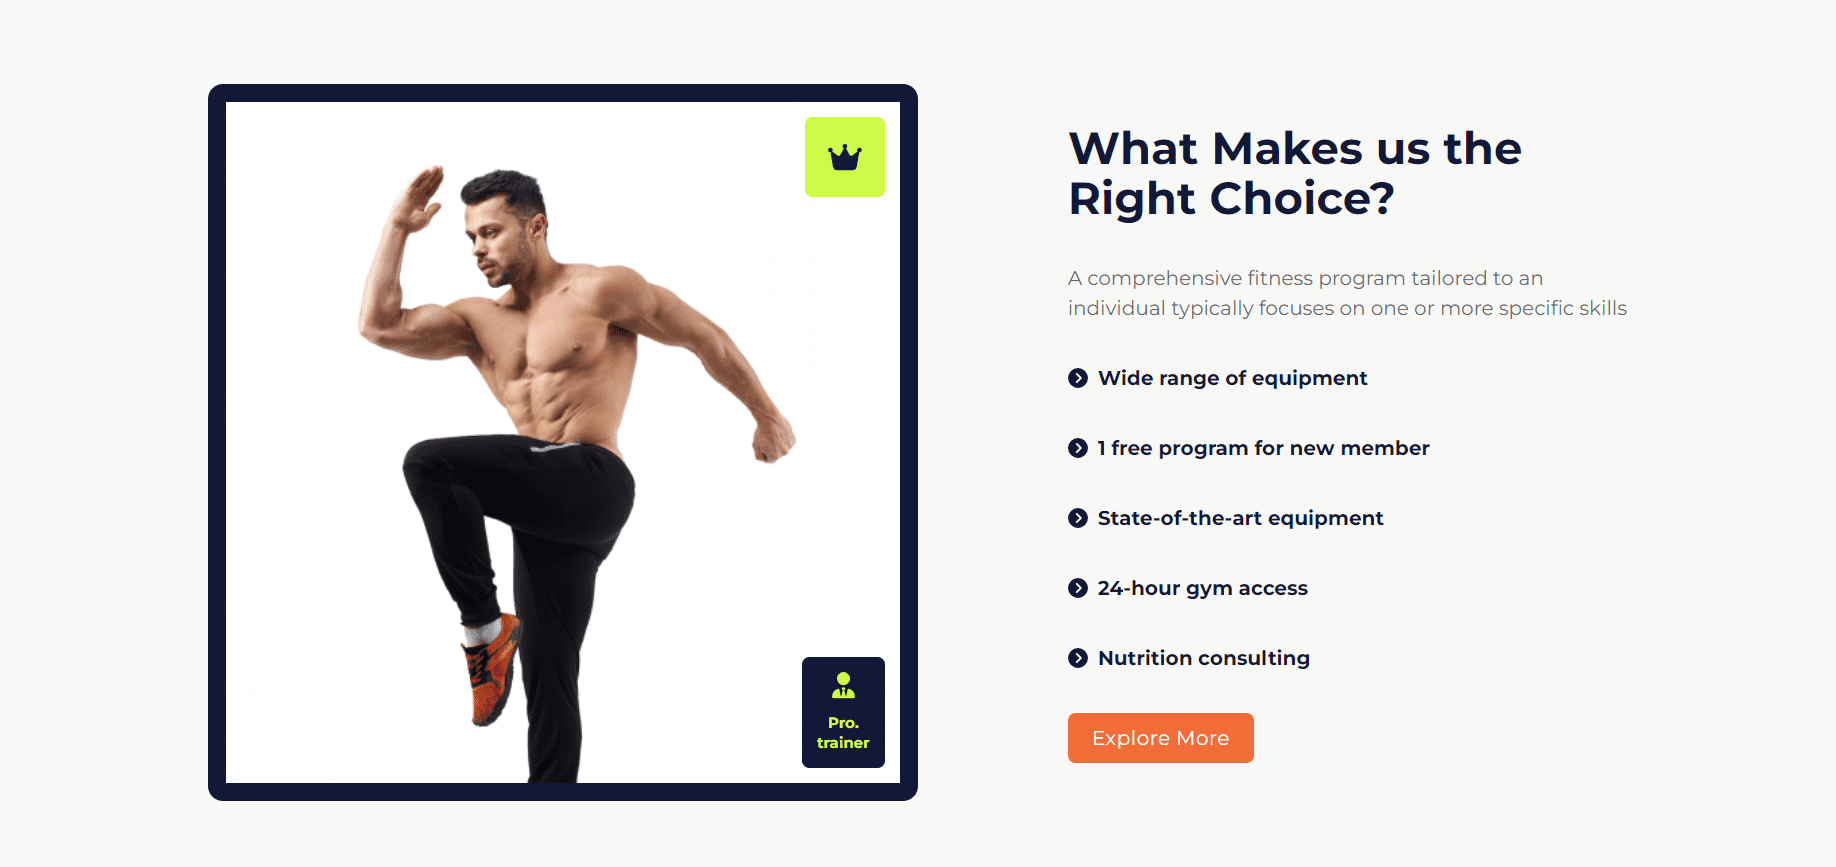 What Makes us the
Right Choice?
A comprehensive fitness program tailored to an
individual typically focuses on one or more specific skills
Wide range of equipment
1 free program for new member
State-of-the-art equipment
24-hour gym access
Nutrition consulting
Explore More
Pro.
trainer